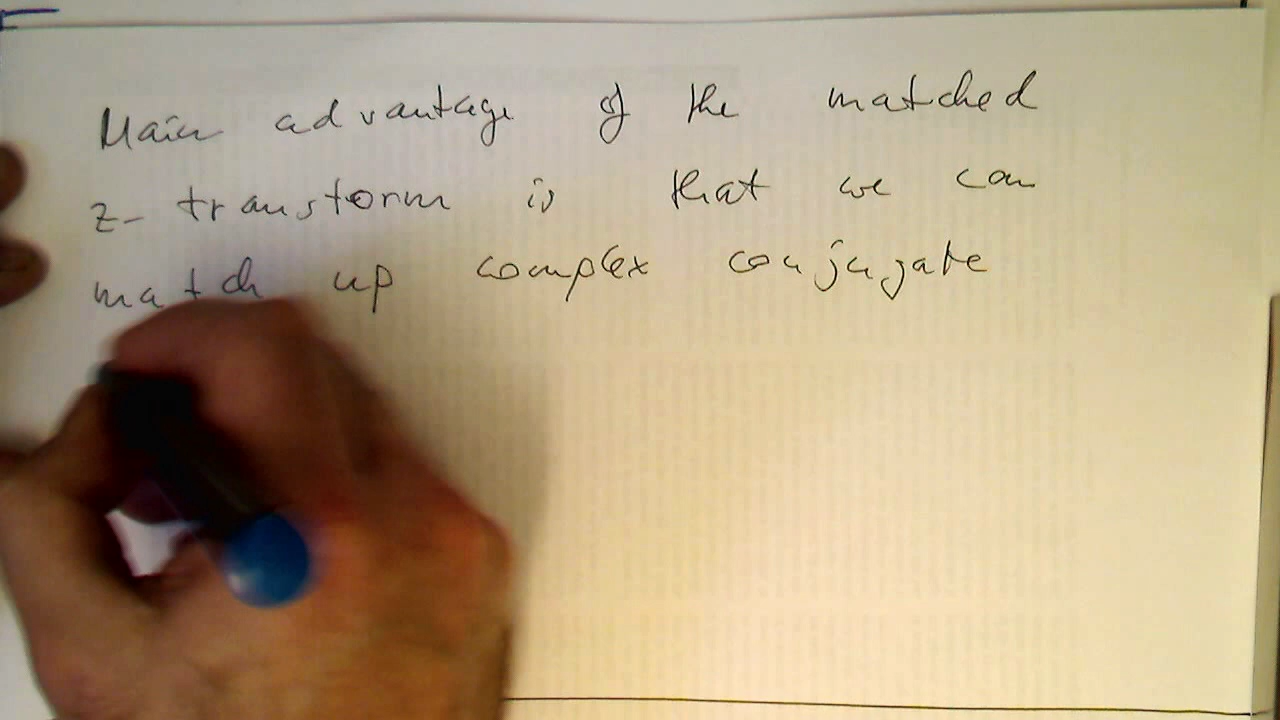 Main advantage of the matched
z-transform is that we can
match up complex conjugate